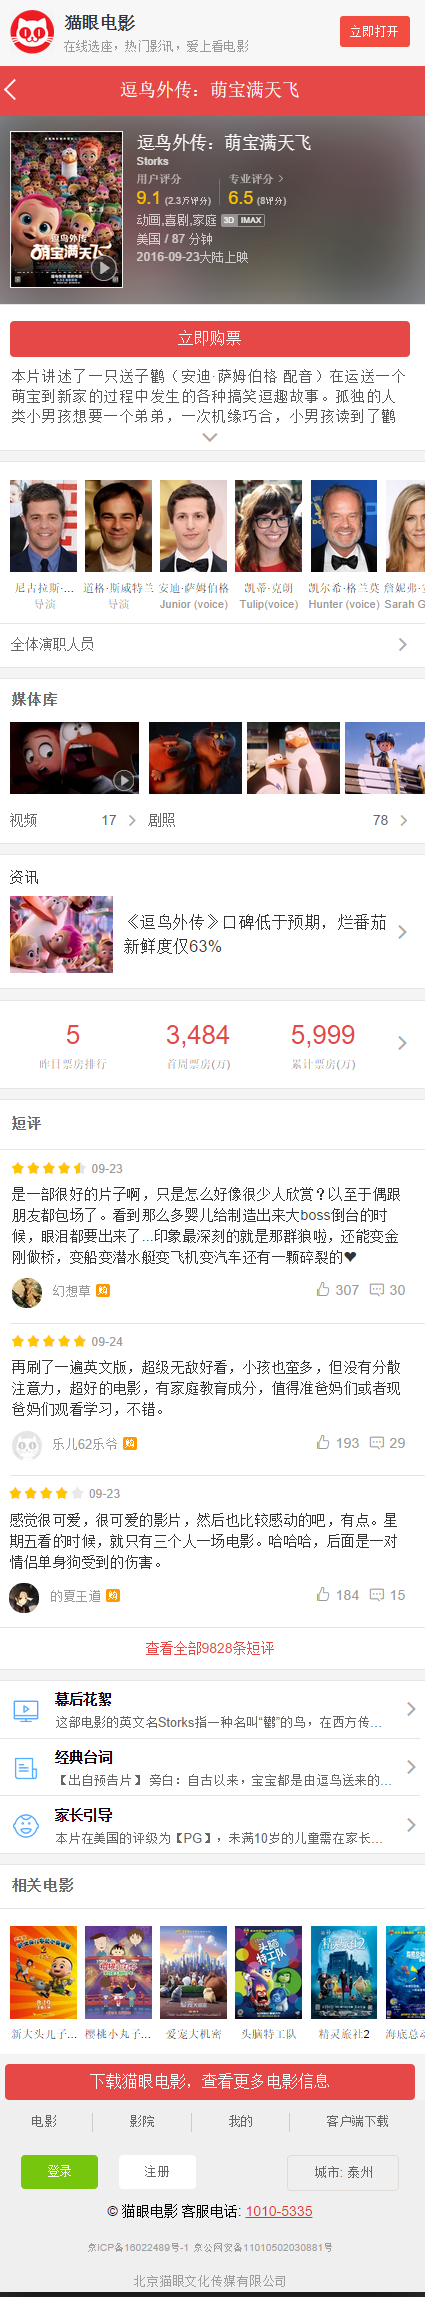 猫眼电影
在线选座，热门影讯，爱上看电影
立即打开
逗鸟外传：萌宝满天飞
逗鸟外传
萌宝满天飞
逗鸟外传：萌宝满天飞
Storks
用户评分
专业评分
9.1 (2.3万评分)
6.5 (8评分)
动画,喜剧,家庭 3D IMAX
美国 / 87 分钟
2016-09-23大陆上映
立即购票
本片讲述了一只送子鹳（安迪·萨姆伯格 配音）在运送一个
萌宝到新家的过程中发生的各种搞笑逗趣故事。孤独的人
类小男孩想要一个弟弟，一次机缘巧合，小男孩读到了鹳
尼古拉斯·...
导演
道格·斯威特兰
导演
安迪·萨姆伯格
Junior (voice)
凯蒂·克朗
Tulip(voice)
凯尔希·格兰莫
Hunter (voice)
詹妮弗·
Sarah G
全体演职人员
媒体库
视频 17
剧照 78
资讯
《逗鸟外传》口碑低于预期，烂番茄
新鲜度仅63%
5
昨日票房排行
3,484
首周票房(万)
5,999
累计票房(万)
短评
09-23
是一部很好的片子啊，只是怎么好像很少人欣赏？以至于偶跟
朋友都包场了。看到那么多婴儿给制造出来大boss倒台的时
候，眼泪都要出来了...印象最深刻的就是那群狼啦，还能变金
刚做桥，变船变潜水艇变飞机变汽车还有一颗碎裂的❤
幻想草 购
307 30
09-24
再刷了一遍英文版，超级无敌好看，小孩也蛮多，但没有分散
注意力，超好的电影，有家庭教育成分，值得准爸妈们或者现
爸妈们观看学习，不错。
乐儿62乐爷 购
193 29
09-23
感觉很可爱，很可爱的影片，然后也比较感动的吧，有点。星
期五看的时候，就只有三个人一场电影。哈哈哈，后面是一对
情侣单身狗受到的伤害。
的夏王道 购
184 15
查看全部9828条短评
幕后花絮
这部电影的英文名Storks指一种名叫“鹳”的鸟，在西方传...
经典台词
【出自预告片】 旁白：自古以来，宝宝都是由逗鸟送来的...
家长引导
本片在美国的评级为【PG】，未满10岁的儿童需在家长...
相关电影
头脑特工队
精灵旅社2
新大头儿子...
樱桃小丸子...
爱宠大机密
头脑特工队
精灵旅社2
海底总动
下载猫眼电影，查看更多电影信息
电影
影院
我的
客户端下载
登录
注册
城市: 泰州
© 猫眼电影 客服电话: 1010-5335
京ICP备16022489号-1 京公网安备11010502030881号
北京猫眼文化传媒有限公司